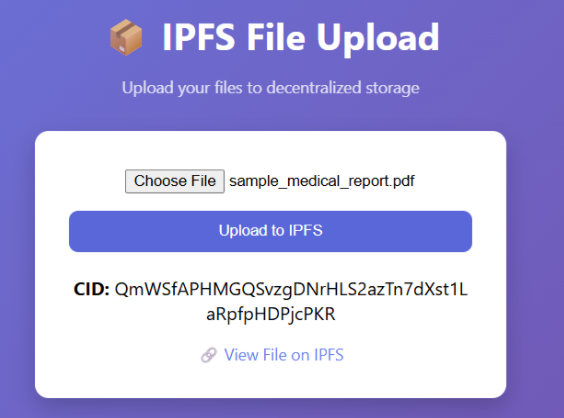 📦 IPFS File Upload
Upload your files to decentralized storage
Choose File sample_medical_report.pdf
Upload to IPFS
CID: QmWSfAPHMGQSvzgDNrHLS2azTn7dXst1L
aRpfpHDPjcPKR
🔗 View File on IPFS